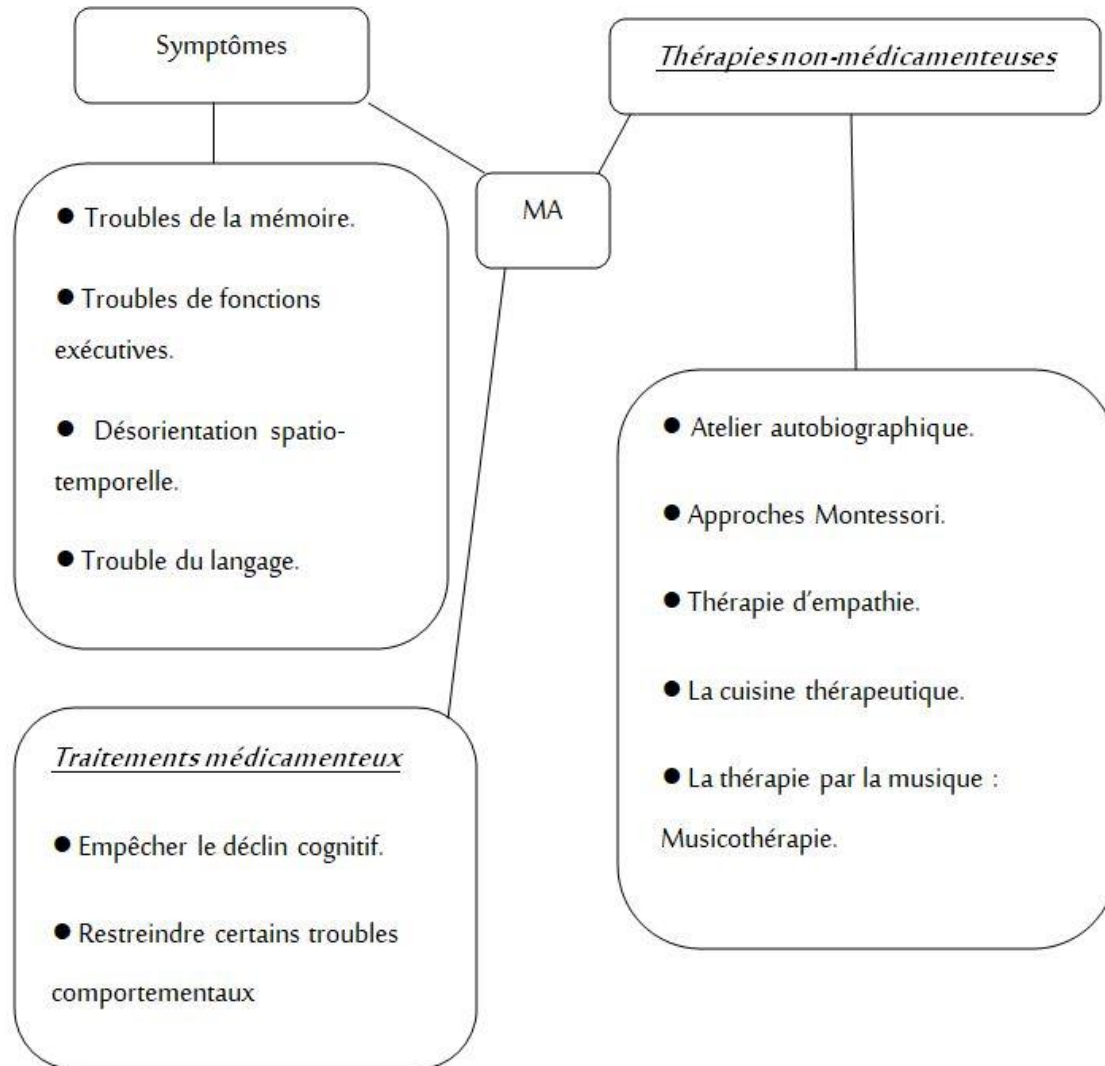 Symptômes
Thérapies non-médicamenteuses
MA
● Troubles de la mémoire.
● Troubles de fonctions
exécutives.
● Désorientation spatio-
temporelle.
● Trouble du langage.
Traitements médicamenteux
● Empêcher le déclin cognitif.
● Restreindre certains troubles
comportementaux
● Atelier autobiographique.
● Approches Montessori.
● Thérapie d'empathie.
● La cuisine thérapeutique.
● La thérapie par la musique :
Musicothérapie.